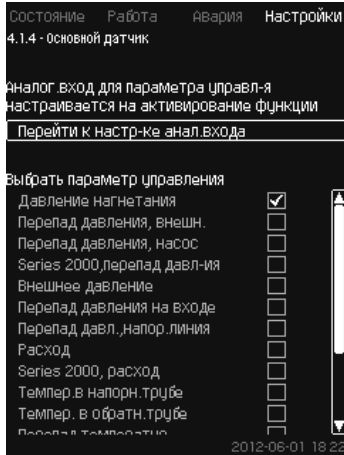 Состояние Работа Авария Настройки
4.1.4 - Основной датчик
Аналог.вход для параметра управл-я
настраивается на активирование функции
Перейти к настр-ке анал.входа
Выбрать параметр управления
Давление нагнетания
Перепад давления, внешн.
Перепад давления, насос
Series 2000,перепад давл-ия
Внешнее давление
Перепад давления на входе
Перепад давл.,напор.линия
Расход
Series 2000, расход
Темпер.в напорн.трубе
Темпер. в обратн.трубе
2012-06-01 18:22